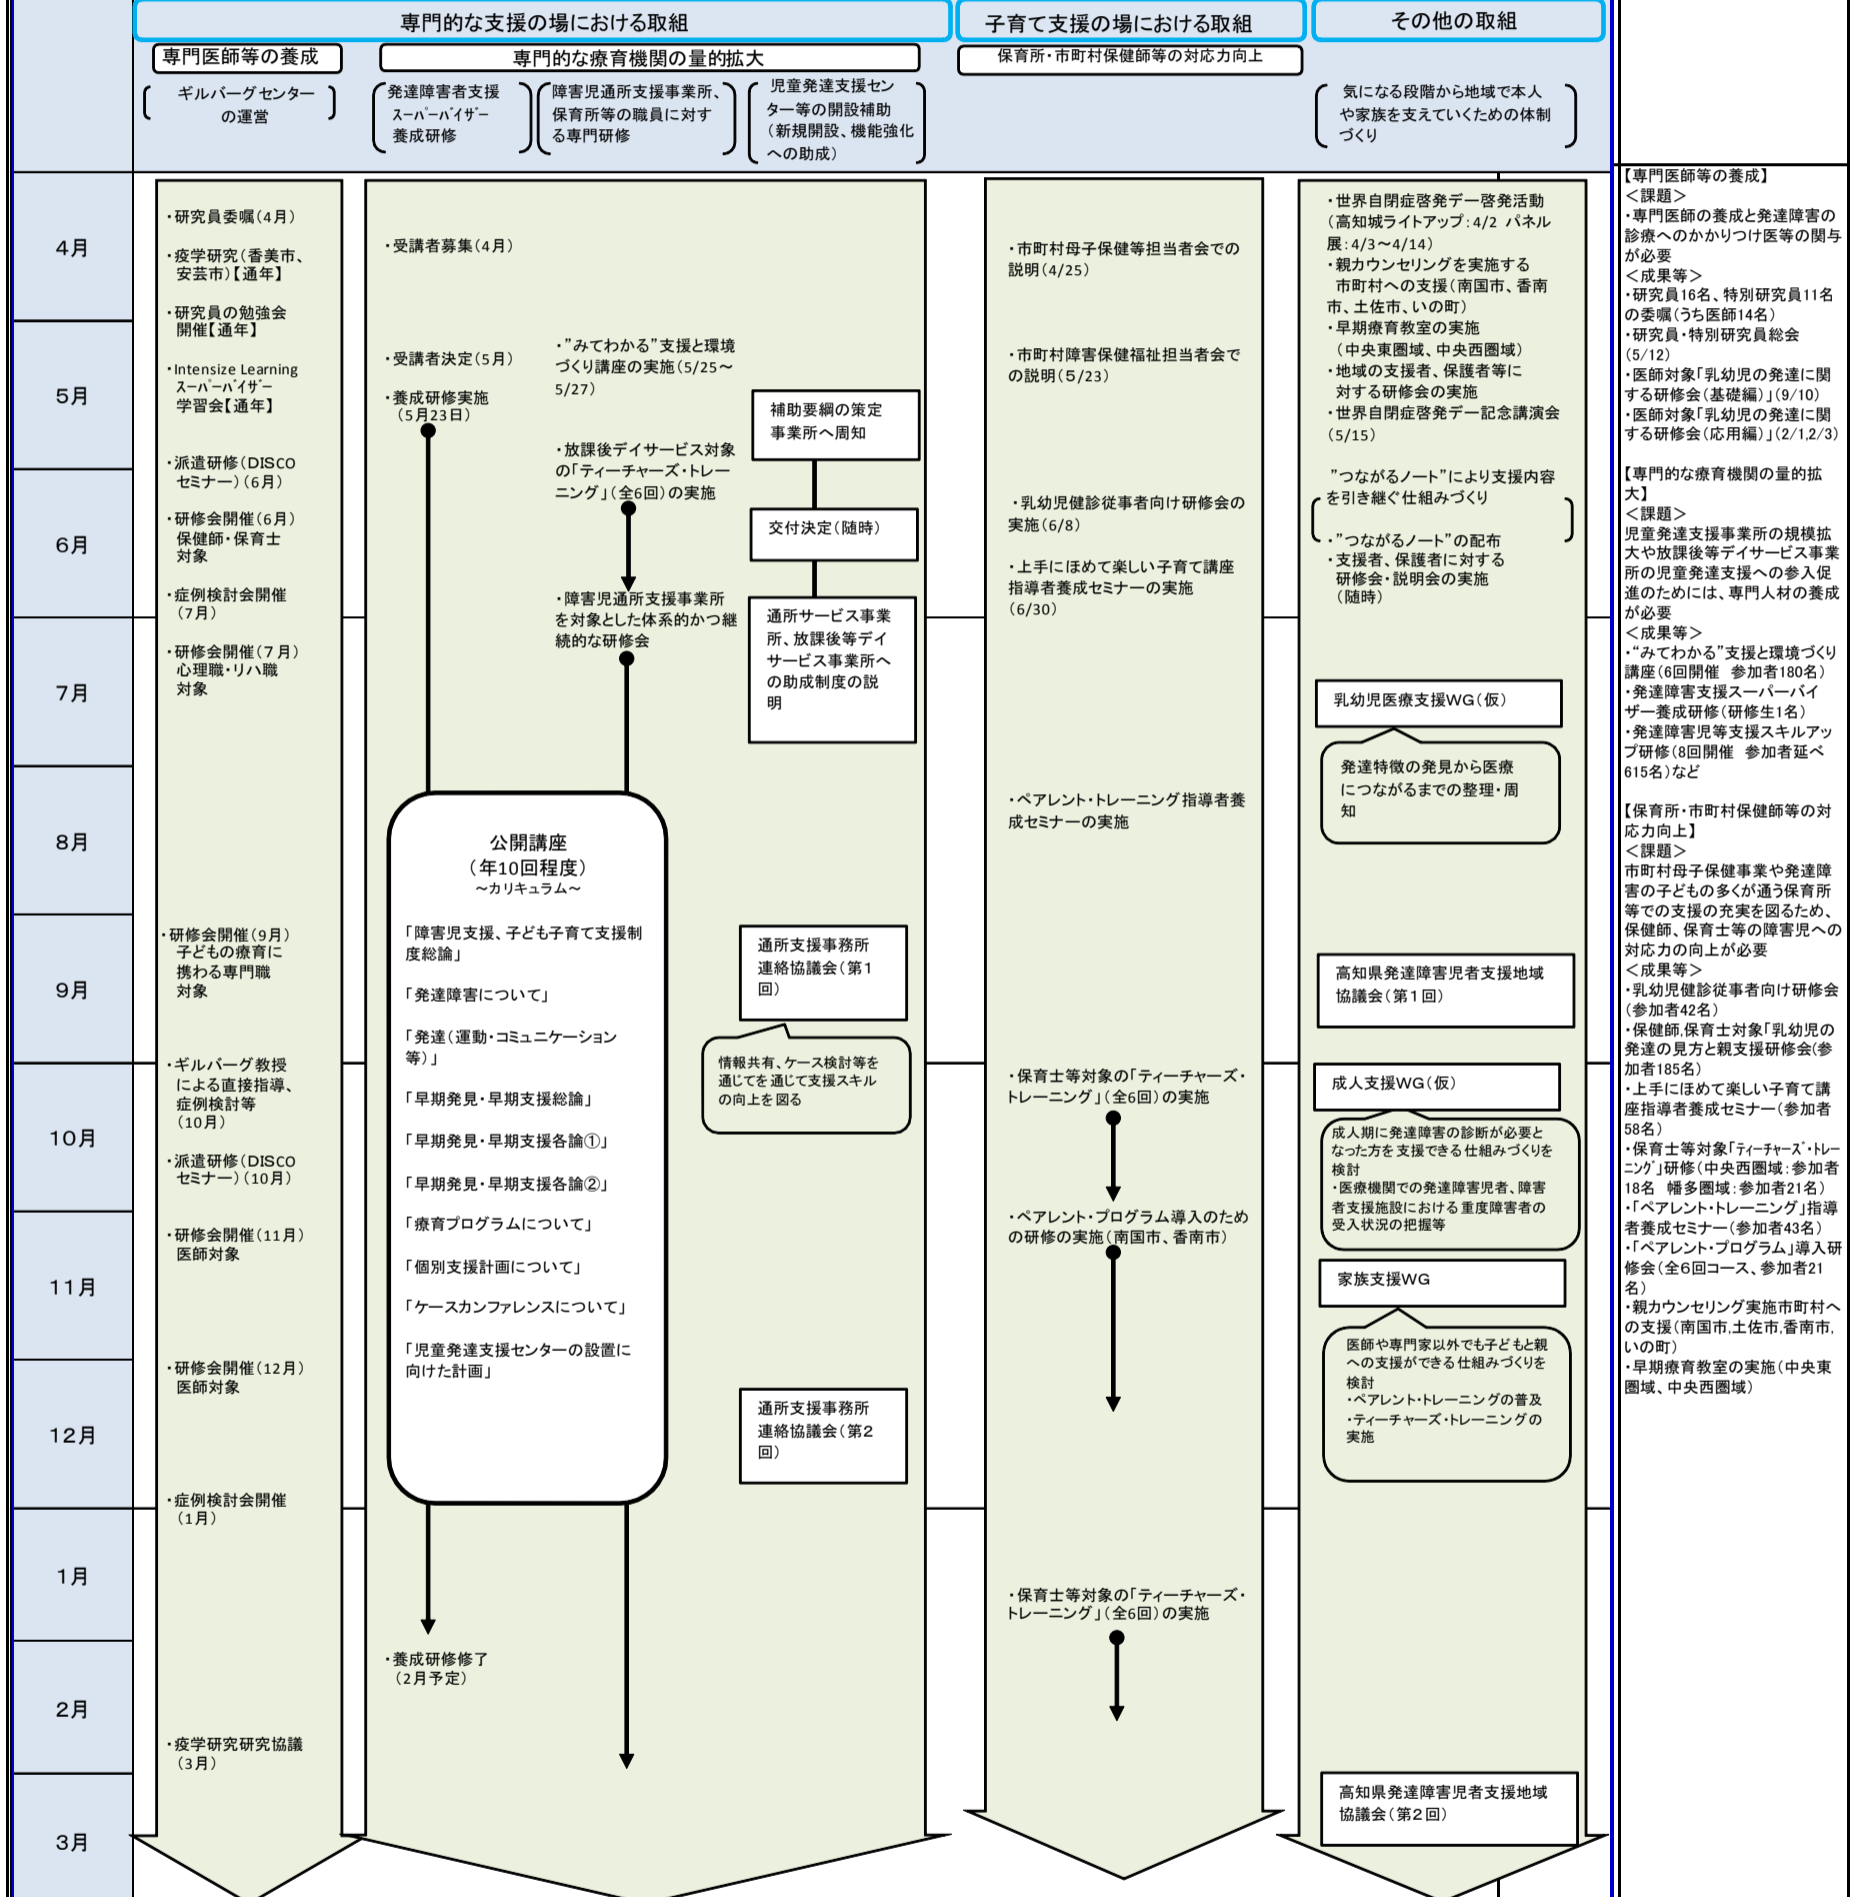 専門的な支援の場における取組
子育て支援の場における取組
その他の取組
専門医師等の養成
専門的な療育機関の量的拡大
保育所・市町村保健師等の対応力向上
ギルバーグセンター
の運営
発達障害者支援
スーパーバイザー
養成研修
障害児通所支援事業所、
保育所等の職員に対す
る専門研修
児童発達支援セン
ター等の開設補助
(新規開設、機能強化
への助成)
気になる段階から地域で本人
や家族を支えていくための体制
づくり
4月
5月
6月
7月
8月
9月
10月
11月
12月
1月
2月
3月
・研究員委嘱(4月)
・疫学研究(香美市、
安芸市)【通年】
・研究員の勉強会
開催【通年】
・Intensize Learning
スーパーバイザー
学習会【通年】
・派遣研修(DISCO
セミナー)(6月)
・研修会開催(6月)
保健師・保育士
対象
・症例検討会開催
(7月)
・研修会開催(7月)
心理職・リハ職
対象
・研修会開催(9月)
子どもの療育に
携わる専門職
対象
・ギルバーグ教授
による直接指導、
症例検討等
(10月)
・派遣研修(DISCO
セミナー)(10月)
・研修会開催(11月)
医師対象
・研修会開催(12月)
医師対象
・症例検討会開催
(1月)
・疫学研究研究協議
(3月)
・受講者募集(4月)
・受講者決定(5月)
・養成研修実施
(5月23日)
・"みてわかる"支援と環境
づくり講座の実施(5/25~
5/27)
・放課後デイサービス対象
の「ティーチャーズ・トレー
ニング」(全6回)の実施
・障害児通所支援事業所
を対象とした体系的かつ継
続的な研修会
公開講座
(年10回程度)
~カリキュラム~
「障害児支援、子ども子育て支援制
度総論」
「発達障害について」
「発達(運動・コミュニケーション
等)」
「早期発見・早期支援総論」
「早期発見・早期支援各論①」
「早期発見・早期支援各論②」
「療育プログラムについて」
「個別支援計画について」
「ケースカンファレンスについて」
「児童発達支援センターの設置に
向けた計画」
・養成研修修了
(2月予定)
補助要綱の策定
事業所へ周知
交付決定(随時)
通所サービス事業
所、放課後等デイ
サービス事業所へ
の助成制度の説
明
通所支援事務所
連絡協議会(第1
回)
情報共有、ケース検討等を
通じてを通じて支援スキル
の向上を図る
通所支援事務所
連絡協議会(第2
回)
・市町村母子保健等担当者会での
説明(4/25)
・市町村障害保健福祉担当者会で
の説明(5/23)
・乳幼児健診従事者向け研修会の
実施(6/8)
・上手にほめて楽しい子育て講座
指導者養成セミナーの実施
(6/30)
・ペアレント・トレーニング指導者養
成セミナーの実施
・保育士等対象の「ティーチャーズ・
トレーニング」(全6回)の実施
・ペアレント・プログラム導入のため
の研修の実施(南国市、香南市)
・保育士等対象の「ティーチャーズ・
トレーニング」(全6回)の実施
・世界自閉症啓発デー啓発活動
(高知城ライトアップ:4/2 パネル
展:4/3~4/14)
・親カウンセリングを実施する
市町村への支援(南国市、香南
市、土佐市、いの町)
・早期療育教室の実施
(中央東圏域、中央西圏域)
・地域の支援者、保護者等に
対する研修会の実施
・世界自閉症啓発デー記念講演会
(5/15)
"つながるノート"により支援内容
を引き継ぐ仕組みづくり
・"つながるノート"の配布
・支援者、保護者に対する
研修会・説明会の実施
(随時)
乳幼児医療支援WG(仮)
発達特徴の発見から医療
につながるまでの整理・周
知
高知県発達障害児者支援地域
協議会(第1回)
成人支援WG(仮)
成人期に発達障害の診断が必要と
なった方を支援できる仕組みづくりを
検討
・医療機関での発達障害児者、障害
者支援施設における重度障害者の
受入状況の把握等
家族支援WG
医師や専門家以外でも子どもと親
への支援ができる仕組みづくりを
検討
・ペアレント・トレーニングの普及
・ティーチャーズ・トレーニングの
実施
高知県発達障害児者支援地域
協議会(第2回)
【専門医師等の養成】
<課題>
・専門医師の養成と発達障害の
診療へのかかりつけ医等の関与
が必要
<成果等>
・研究員16名、特別研究員11名
の委嘱(うち医師14名)
・研究員・特別研究員総会
(5/12)
・医師対象「乳幼児の発達に関
する研修会(基礎編)」(9/10)
・医師対象「乳幼児の発達に関
する研修会(応用編)」(2/1,2/3)
【専門的な療育機関の量的拡
大】
<課題>
児童発達支援事業所の規模拡
大や放課後等デイサービス事業
所の児童発達支援への参入促
進のためには、専門人材の養成
が必要
<成果等>
・“みてわかる”支援と環境づくり
講座(6回開催 参加者180名)
・発達障害支援スーパーバイ
ザー養成研修(研修生1名)
・発達障害児等支援スキルアッ
プ研修(8回開催 参加者延べ
615名)など
【保育所・市町村保健師等の対
応力向上】
<課題>
市町村母子保健事業や発達障
害の子どもの多くが通う保育所
等での支援の充実を図るため、
保健師、保育士等の障害児への
対応力の向上が必要
<成果等>
・乳幼児健診従事者向け研修会
(参加者42名)
・保健師,保育士対象「乳幼児の
発達の見方と親支援研修会(参
加者185名)
・上手にほめて楽しい子育て講
座指導者養成セミナー(参加者
58名)
・保育士等対象「ティーチャーズ・トレー
ニング」研修(中央西圏域:参加者
18名 幡多圏域:参加者21名)
・「ペアレント・トレーニング」指導
者養成セミナー(参加者43名)
・「ペアレント・プログラム」導入研
修会(全6回コース、参加者21
名)
・親カウンセリング実施市町村へ
の支援(南国市,土佐市,香南市,
いの町)
・早期療育教室の実施(中央東
圏域、中央西圏域)